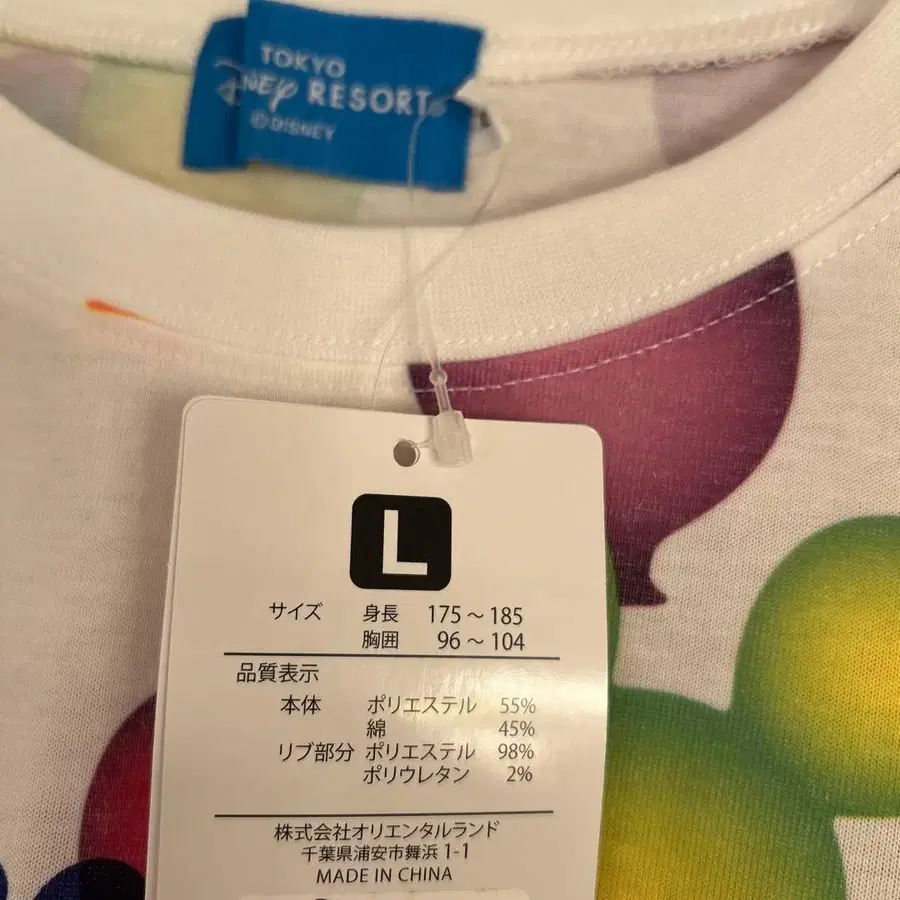 TOKYO
DISNEY RESORT
© DISNEY
L
サイズ 身長 175～185
胸囲 96～104
品質表示
本体 ポリエステル 55%
綿 45%
リブ部分 ポリエステル 98%
ポリウレタン 2%
株式会社オリエンタルランド
千葉県浦安市舞浜 1-1
MADE IN CHINA